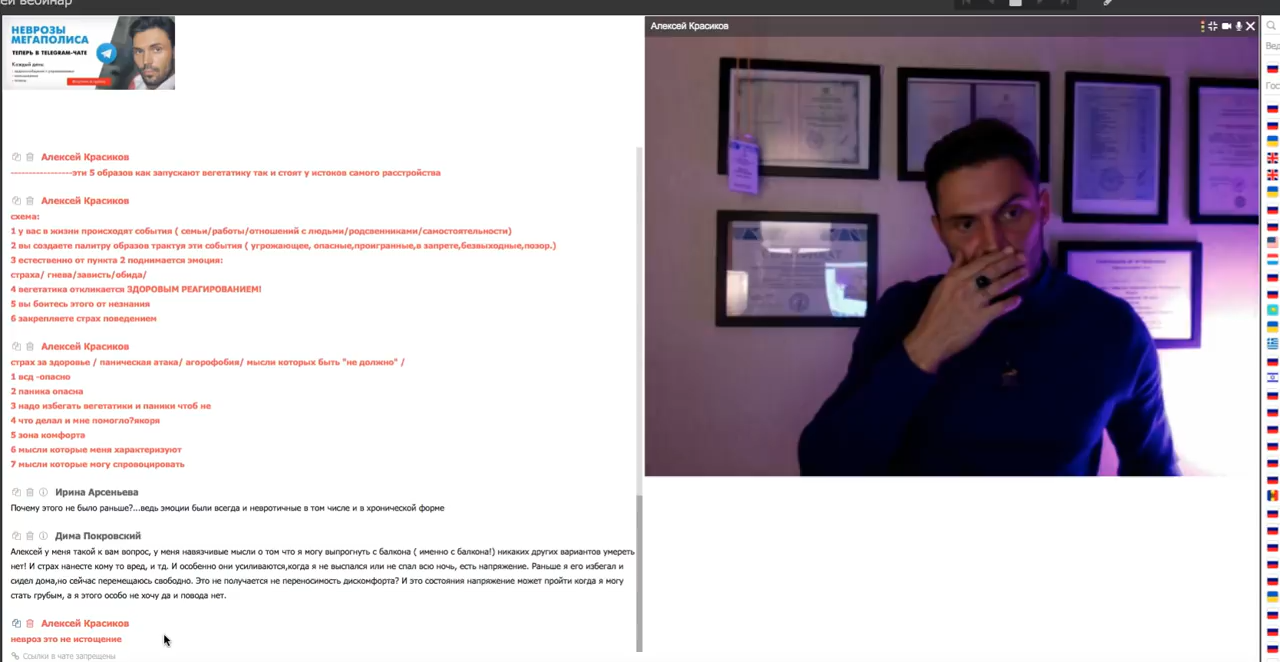 ей вебинар
НЕВРОЗЫ
МЕГАПОЛИСА
ТЕПЕРЬ В TELEGRAM-ЧАТЕ
Каждый день:
Алексей Красиков
-----------------эти 5 образов как запускают вегетатику так и стоят у истоков самого расстройства
Алексей Красиков
схема:
1 у вас в жизни происходят события ( семьи/работы/отношений с людьми/родсвенниками/самостоятельности)
2 вы создаете палитру образов трактуя эти события ( угрожающее, опасные,проигранные,в запрете,безвыходные,позор.)
3 естественно от пункта 2 поднимается эмоция:
страха/ гнева/зависть/обида/
4 вегетатика откликается ЗДОРОВЫМ РЕАГИРОВАНИЕМ!
5 вы боитесь этого от незнания
6 закрепляете страх поведением
Алексей Красиков
страх за здоровье / паническая атака/ агорофобия/ мысли которых быть "не должно" /
1 всд -опасно
2 паника опасна
3 надо избегать вегетатики и паники чтоб не
4 что делал и мне помогло?якоря
5 зона комфорта
6 мысли которые меня характеризуют
7 мысли которые могу спровоцировать
Ирина Арсеньева
Почему этого не было раньше?...ведь эмоции были всегда и невротичные в том числе и в хронической форме
Дима Покровский
Алексей у меня такой к вам вопрос, у меня навязчивые мысли о том что я могу выпрогнуть с балкона ( именно с балкона!) никаких других вариантов умереть
нет! И страх нанесте кому то вред, и тд. И особенно они усиливаются,когда я не выспался или не спал всю ночь, есть напряжение. Раньше я его избегал и
сидел дома,но сейчас перемещаюсь свободно. Это не получается не переносимость дискомфорта? И это состояния напряжение может пройти когда я могу
стать грубым, а я этого особо не хочу да и повода нет.
Алексей Красиков
невроз это не истощение
Ссылки в чате запрещены
Алексей Красиков
Вед
Гос